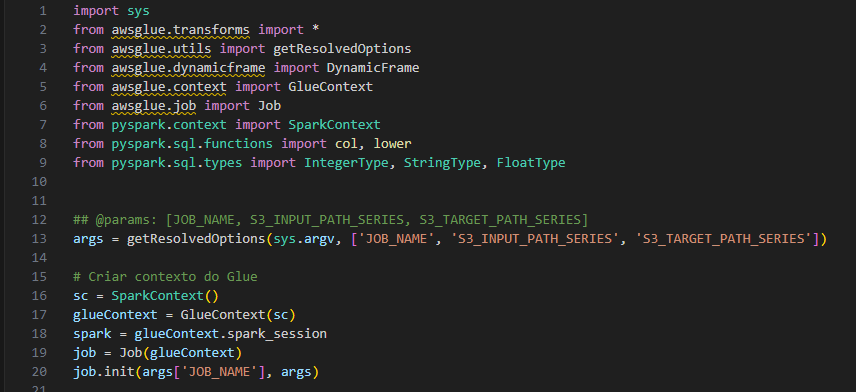 1 import sys
2 from awsglue.transforms import *
3 from awsglue.utils import getResolvedOptions
4 from awsglue.dynamicframe import DynamicFrame
5 from awsglue.context import GlueContext
6 from awsglue.job import Job
7 from pyspark.context import SparkContext
8 from pyspark.sql.functions import col, lower
9 from pyspark.sql.types import IntegerType, StringType, FloatType
10
11
12 ## @params: [JOB_NAME, S3_INPUT_PATH_SERIES, S3_TARGET_PATH_SERIES]
13 args = getResolvedOptions(sys.argv, ['JOB_NAME', 'S3_INPUT_PATH_SERIES', 'S3_TARGET_PATH_SERIES'])
14
15 # Criar contexto do Glue
16 sc = SparkContext()
17 glueContext = GlueContext(sc)
18 spark = glueContext.spark_session
19 job = Job(glueContext)
20 job.init(args['JOB_NAME'], args)
21